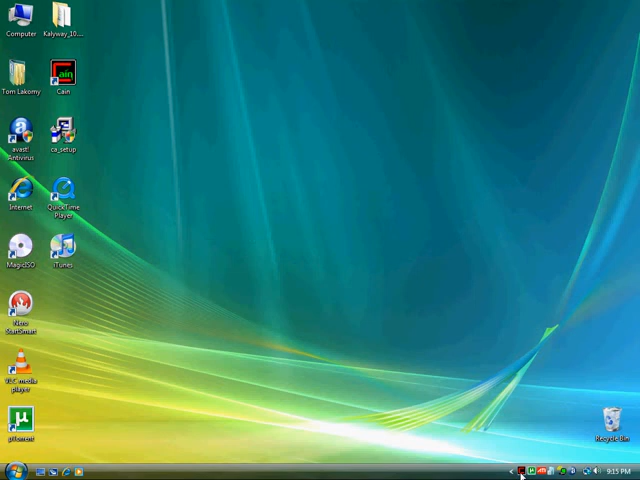 Computer
Kalyway_10....
Tom Lakomy
Cain
Cain
avast!
Antivirus
ca_setup
Internet
QuickTime
Player
MagicISO
iTunes
Nero
StartSmart
VLC media
player
µTorrent
Recycle Bin
9:15 PM